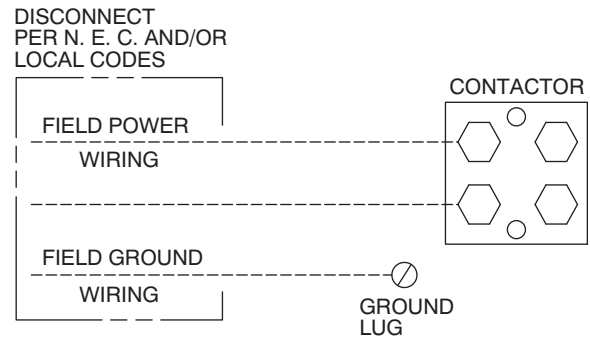 DISCONNECT
PER N. E. C. AND/OR
LOCAL CODES
CONTACTOR
FIELD POWER
WIRING
FIELD GROUND
WIRING
GROUND
LUG